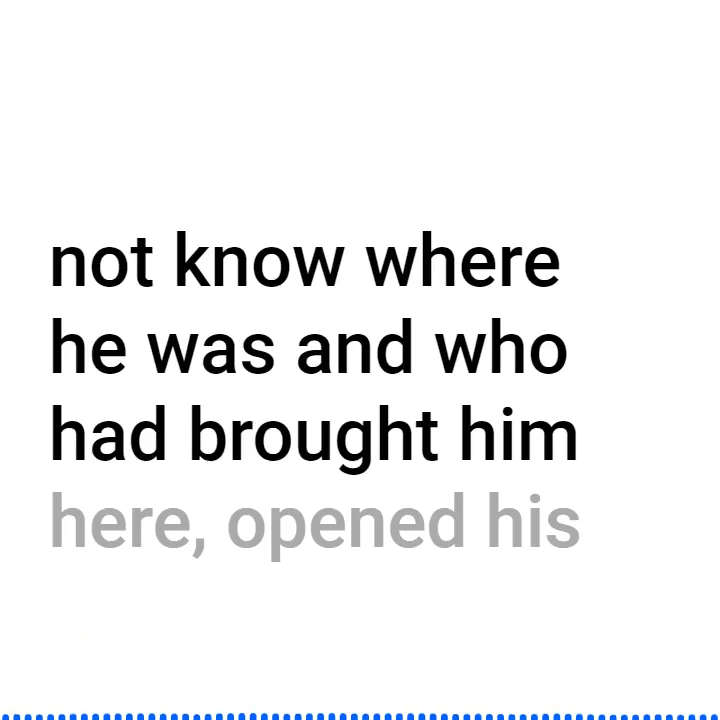 not know where
he was and who
had brought him
here, opened his